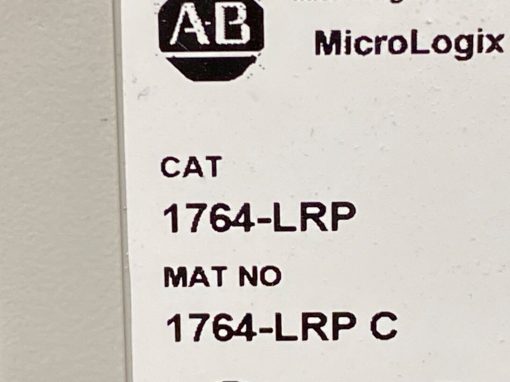 AB
MicroLogix
CAT
1764-LRP
MAT NO
1764-LRP C